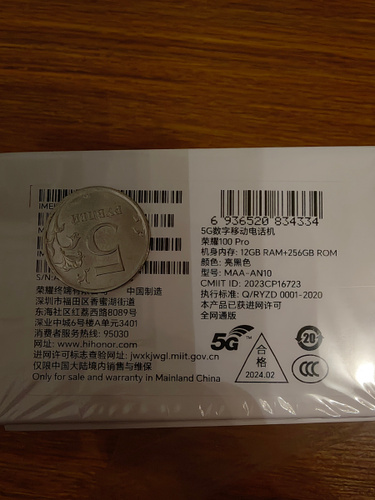 IME
S/N
荣耀终端
中国制造
深圳市福田区香蜜湖街道
东海社区红荔西路8089号
深业中城6号楼A单元3401
消费者服务热线: 95030
网址: www.hihonor.com
进网许可标志查验网址: jwxkjwgl.miit.gov.cn
仅限中国大陆境内销售与维保
Only for sale and warranty in Mainland China
5
РУБЛЕЙ
6 936520 834334
5G数字移动电话机
荣耀100 Pro
机身内存: 12GB RAM+256GB ROM
颜色: 亮黑色
型号: MAA-AN10
CMIIT ID: 2023CP16723
执行标准: Q/RYZD 0001-2020
本产品已获进网许可
全网通版
5G
合
格
2024.02
20
CCC